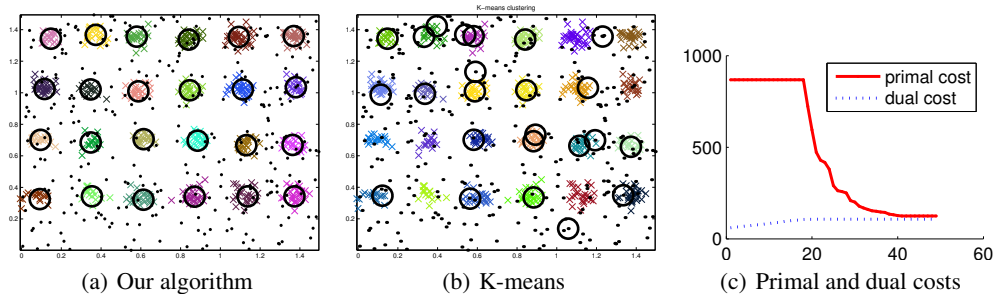 K-means clustering
1.4
1.2
1
0.8
0.6
0.4
0.2
0 0.2 0.4 0.6 0.8 1 1.2 1.4
(a) Our algorithm
1.4
1.2
1
0.8
0.6
0.4
0.2
0 0.2 0.4 0.6 0.8 1 1.2 1.4
(b) K-means
primal cost
dual cost
1000
500
0
0 20 40 60
(c) Primal and dual costs